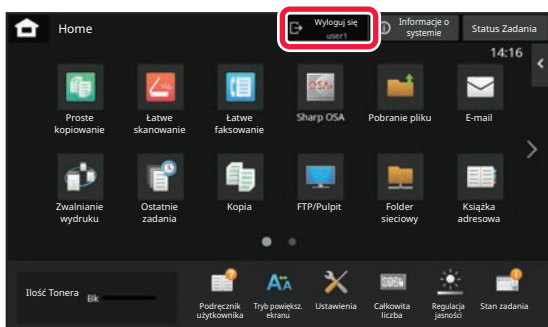 Home
Wyloguj się
user1
Informacje o
systemie
Status Zadania
14:16
Proste
kopiowanie
Łatwe
skanowanie
Łatwe
faksowanie
Sharp OSA
Pobranie pliku
E-mail
Zwalnianie
wydruku
Ostatnie
zadania
Kopia
FTP/Pulpit
Folder
sieciowy
Książka
adresowa
Ilość Tonera
Bk
Podręcznik
użytkownika
Tryb powiększ.
ekranu
Ustawienia
Całkowita
liczba
Regulacja
jasności
Stan zadania